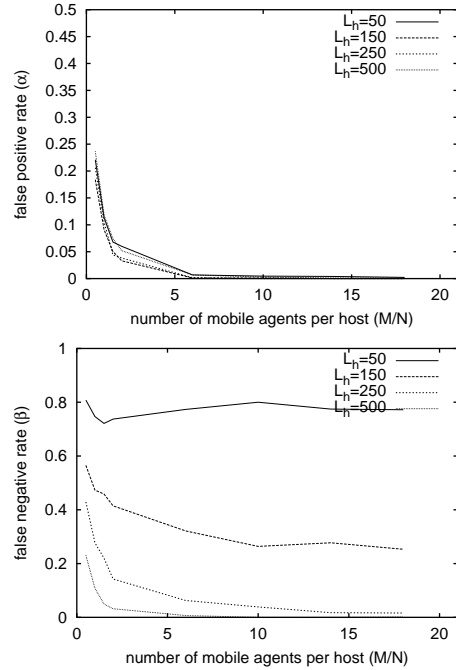 0.5
0.45
0.4
0.35
0.3
0.25
0.2
0.15
0.1
0.05
0
0 5 10 15 20
false positive rate (α)
number of mobile agents per host (M/N)
L_h=50
L_h=150
L_h=250
L_h=500
1
0.8
0.6
0.4
0.2
0
0 5 10 15 20
false negative rate (β)
number of mobile agents per host (M/N)
L_h=50
L_h=150
L_h=250
L_h=500